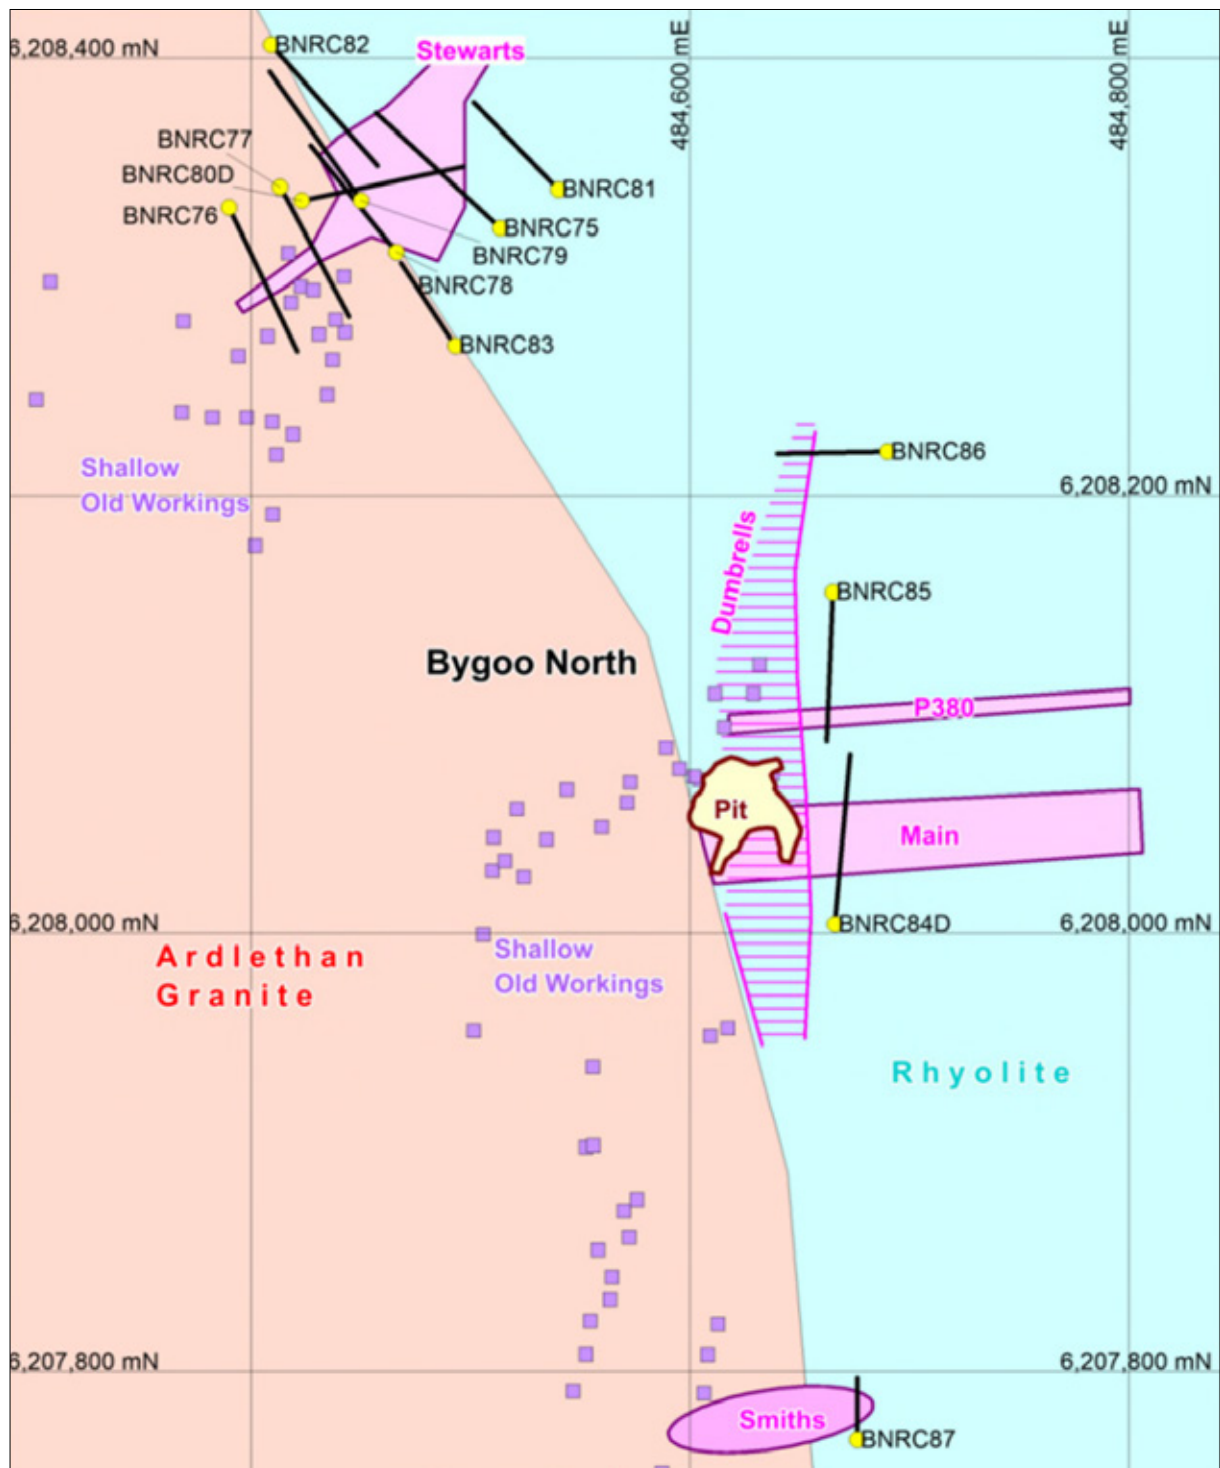 BNRC82
Stewarts
6,208,400 mN
484,600 mE
484,800 mE
BNRC77
BNRC80D
BNRC76
BNRC81
BNRC75
BNRC79
BNRC78
BNRC83
BNRC86
Shallow
Old Workings
6,208,200 mN
Dumbrells
BNRC85
Bygoo North
P380
Pit
Main
6,208,000 mN
BNRC84D
6,208,000 mN
Ardlethan
Granite
Shallow
Old Workings
Rhyolite
6,207,800 mN
6,207,800 mN
Smiths
BNRC87